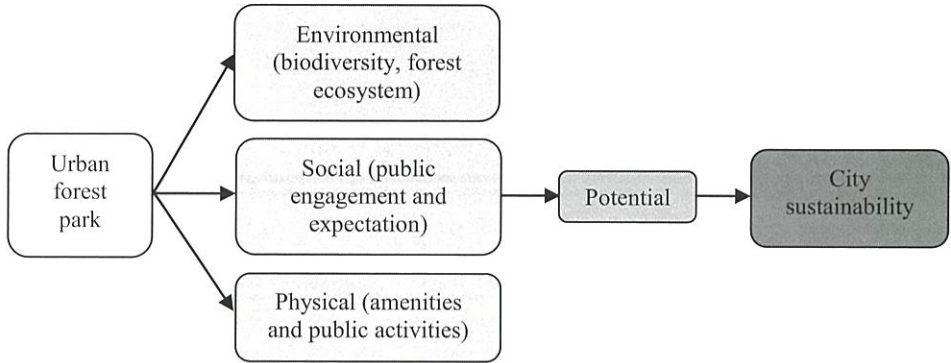 Urban
forest
park
Environmental
(biodiversity, forest
ecosystem)
Social (public
engagement and
expectation)
Physical (amenities
and public activities)
Potential
City
sustainability